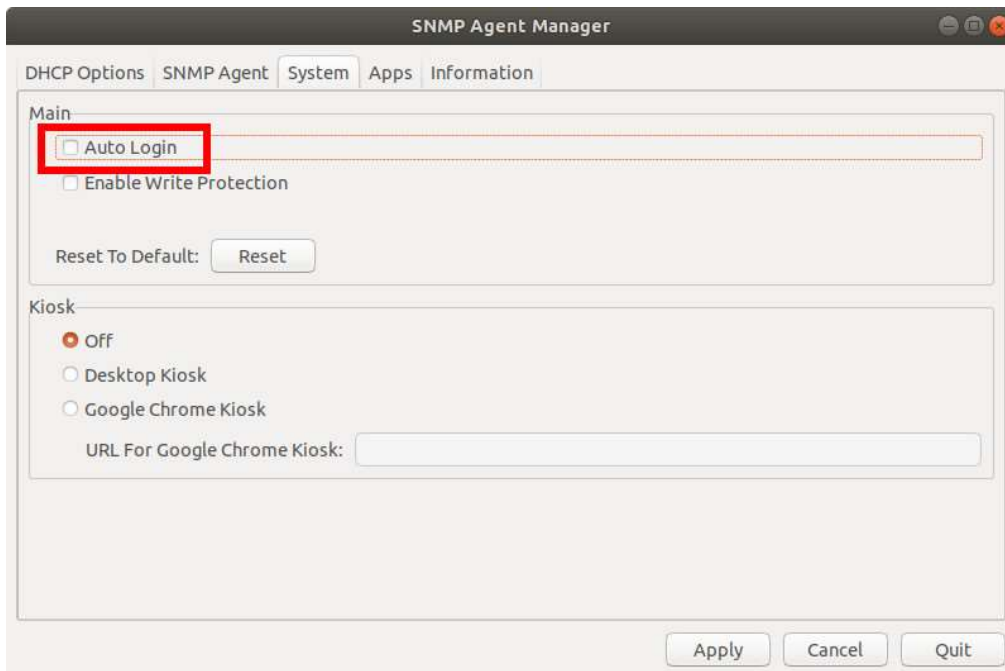 SNMP Agent Manager
DHCP Options SNMP Agent System Apps Information
Main
Auto Login
Enable Write Protection
Reset To Default: Reset
Kiosk
Off
Desktop Kiosk
Google Chrome Kiosk
URL For Google Chrome Kiosk:
Apply Cancel Quit